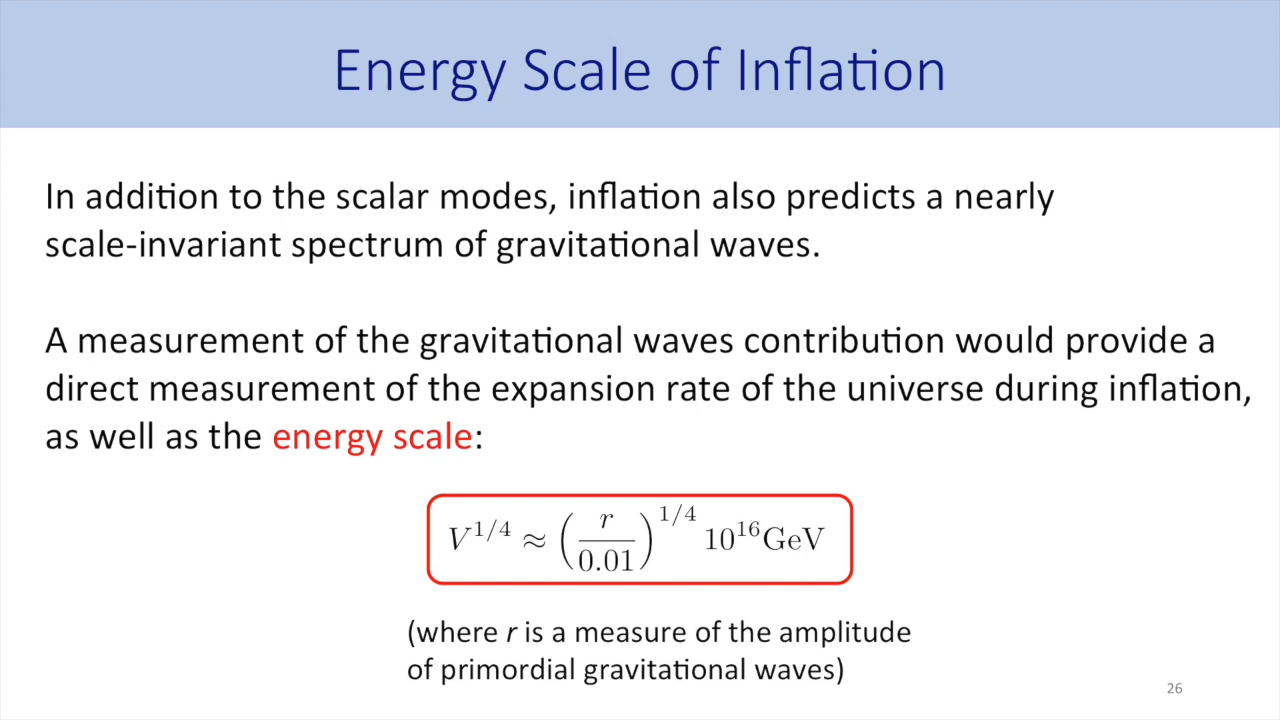 Energy Scale of Inflation
In addition to the scalar modes, inflation also predicts a nearly
scale-invariant spectrum of gravitational waves.
A measurement of the gravitational waves contribution would provide a
direct measurement of the expansion rate of the universe during inflation,
as well as the energy scale:
V^{1/4} ≈ (r/0.01)^{1/4} 10^{16} GeV
(where r is a measure of the amplitude
of primordial gravitational waves)
26